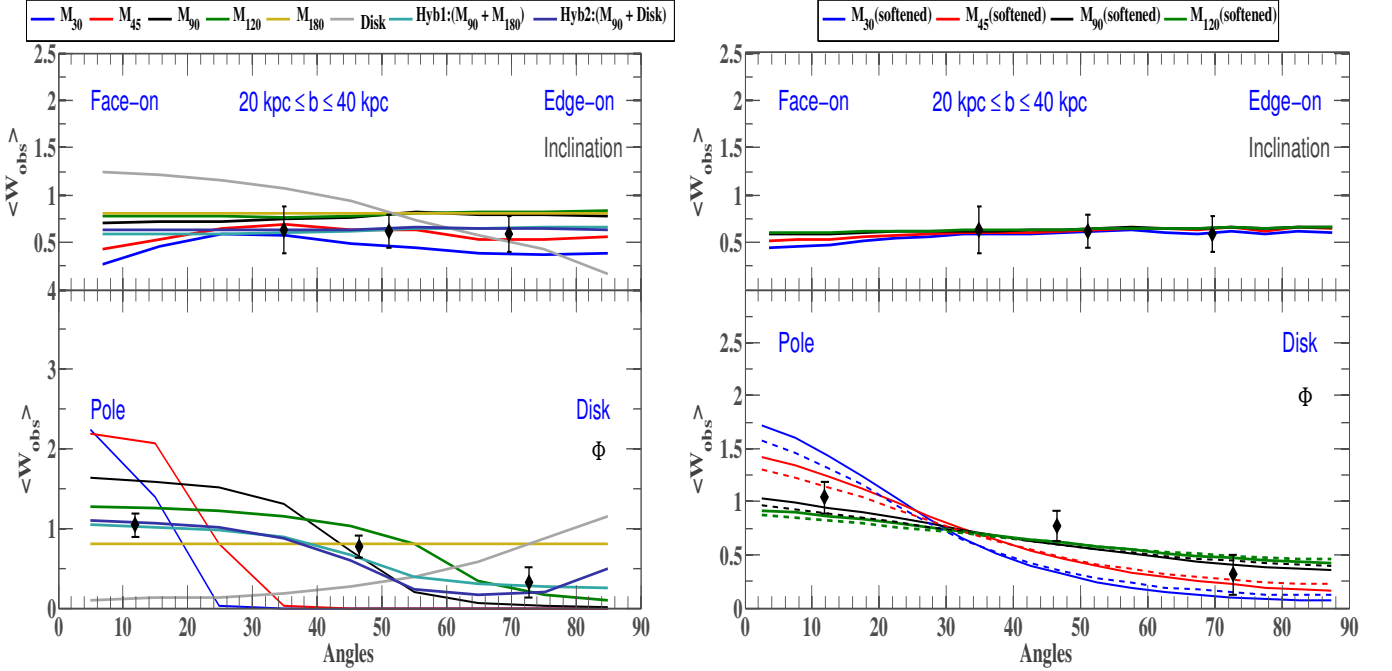 M30 M45 M90 M120 M180 Disk Hyb1:(M90 + M180) Hyb2:(M90 + Disk)
2.5
2
1.5
1
0.5
<Wobs>
Face−on 20 kpc ≤ b ≤ 40 kpc Edge−on
Inclination
4
3
2
1
0
<Wobs>
Pole Disk
Φ
0 10 20 30 40 50 60 70 80 90
Angles
M30(softened) M45(softened) M90(softened) M120(softened)
2.5
2
1.5
1
0.5
<Wobs>
Face−on 20 kpc ≤ b ≤ 40 kpc Edge−on
Inclination
2.5
2
1.5
1
0.5
0
<Wobs>
Pole Disk
Φ
0 10 20 30 40 50 60 70 80 90
Angles